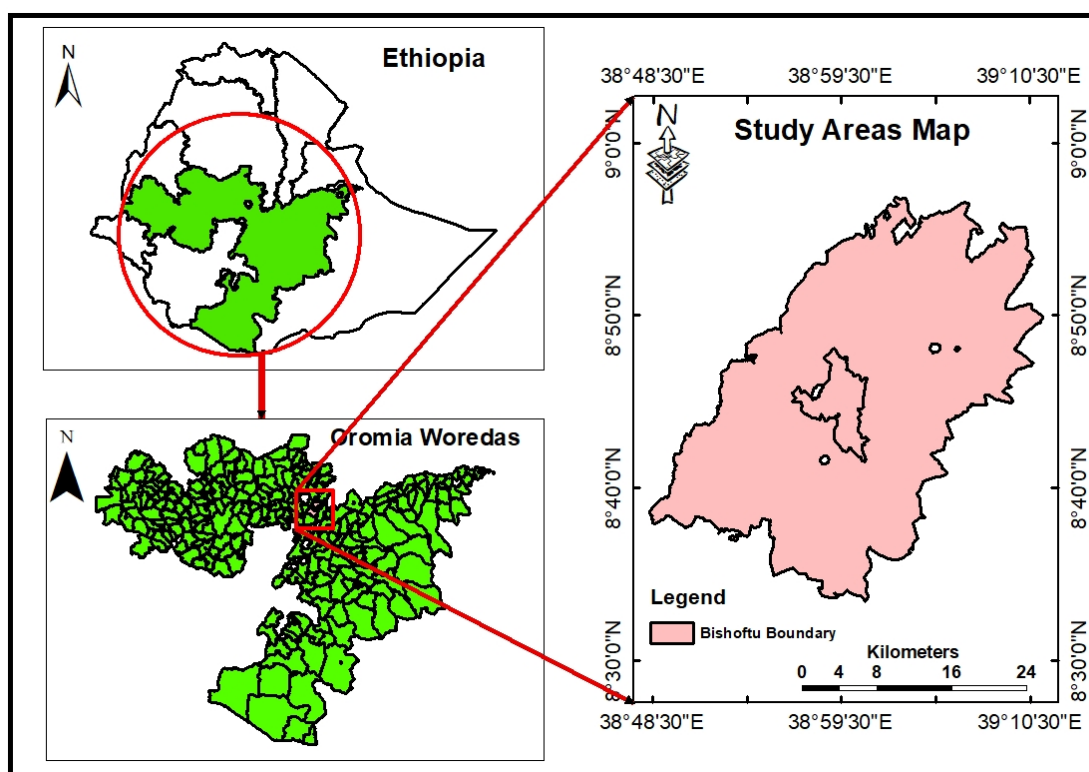 N
Ethiopia
N
Oromia Woredas
38°48'30"E 38°59'30"E 39°10'30"E
N
Study Areas Map
9°0'0"N 9°0'0"N
8°50'0"N 8°50'0"N
8°40'0"N 8°40'0"N
8°30'0"N 8°30'0"N
Legend
Bishoftu Boundary
Kilometers
0 4 8 16 24
38°48'30"E 38°59'30"E 39°10'30"E